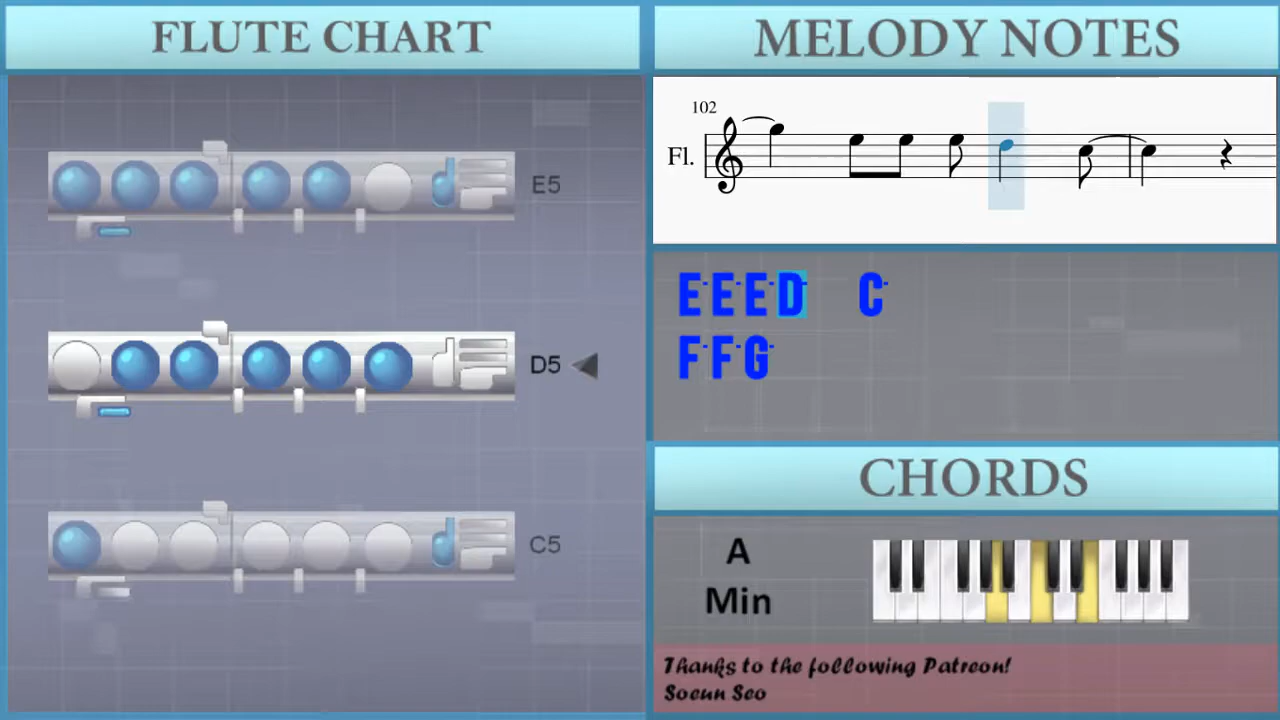 FLUTE CHART
E5
D5
C5
MELODY NOTES
102
Fl.
E· E· E· D· C·
F· F· G·
CHORDS
A
Min
Thanks to the following Patreon!
Soeun Seo